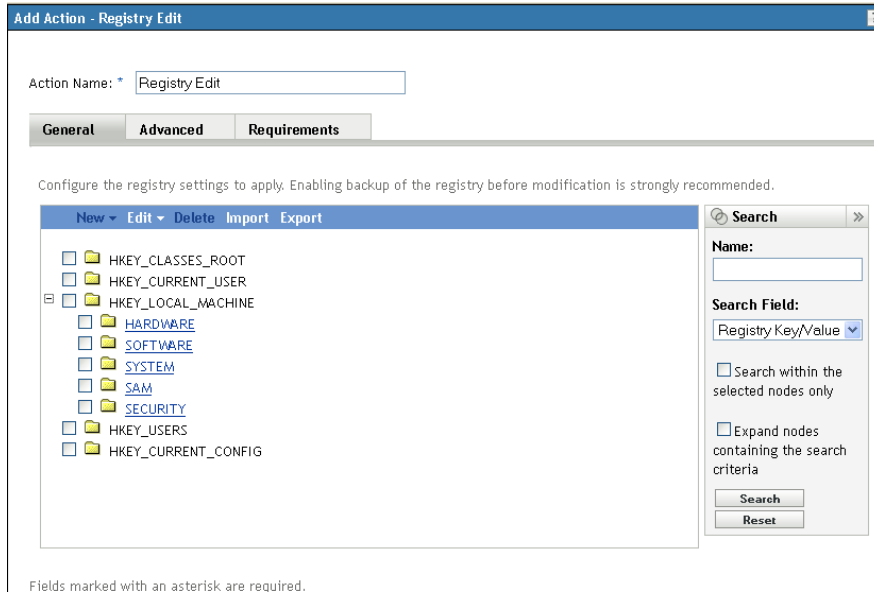 Add Action - Registry Edit
Action Name: * Registry Edit
General Advanced Requirements
Configure the registry settings to apply. Enabling backup of the registry before modification is strongly recommended.
New Edit Delete Import Export
HKEY_CLASSES_ROOT
HKEY_CURRENT_USER
HKEY_LOCAL_MACHINE
HARDWARE
SOFTWARE
SYSTEM
SAM
SECURITY
HKEY_USERS
HKEY_CURRENT_CONFIG
Search
Name:
Search Field:
Registry Key/Value
Search within the
selected nodes only
Expand nodes
containing the search
criteria
Search
Reset
Fields marked with an asterisk are required.